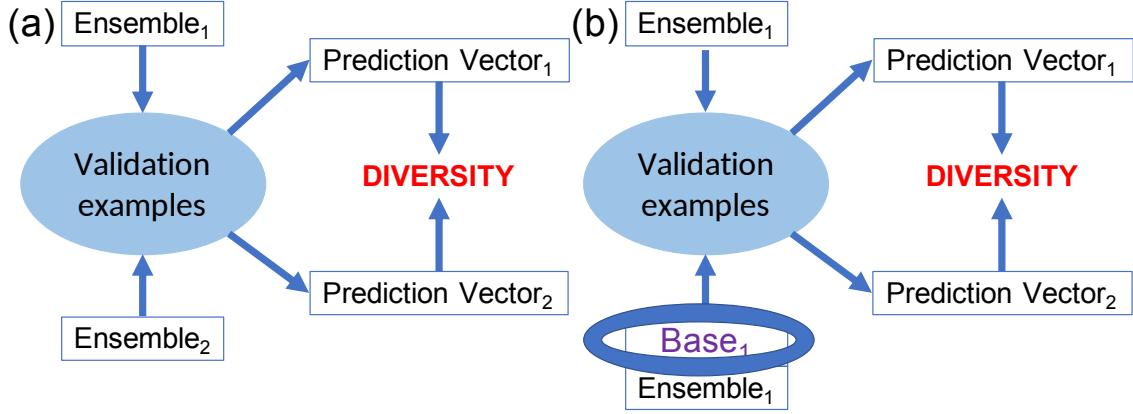 (a)
Ensemble₁
Prediction Vector₁
Validation
examples
DIVERSITY
Prediction Vector₂
Ensemble₂
(b)
Ensemble₁
Prediction Vector₁
Validation
examples
DIVERSITY
Prediction Vector₂
Base₁
Ensemble₁